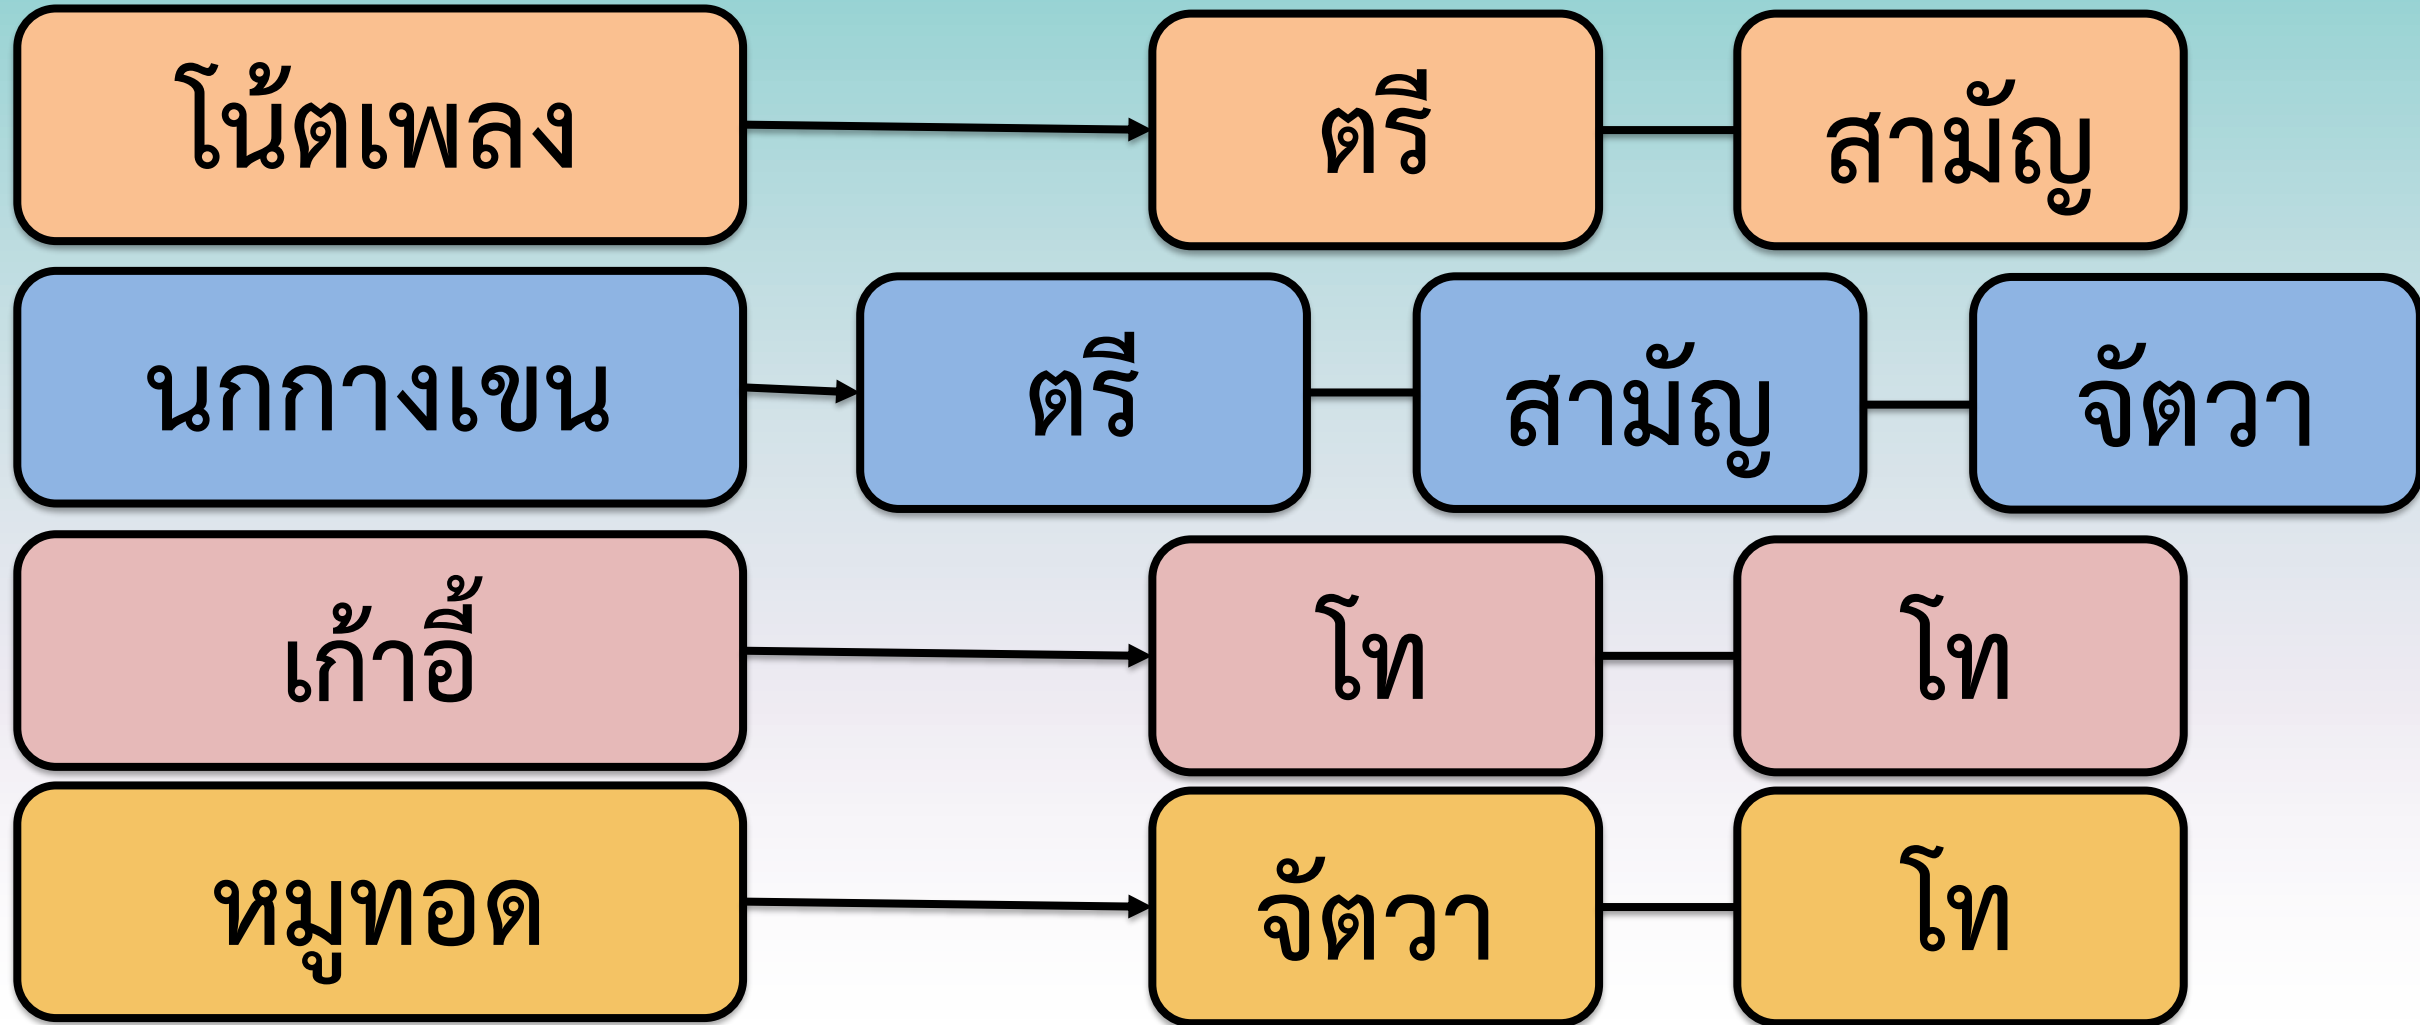 โน้ตเพลง ตรี สามัญ
นกกางเขน ตรี สามัญ จัตวา
เก้าอี้ โท โท
หมูทอด จัตวา โท